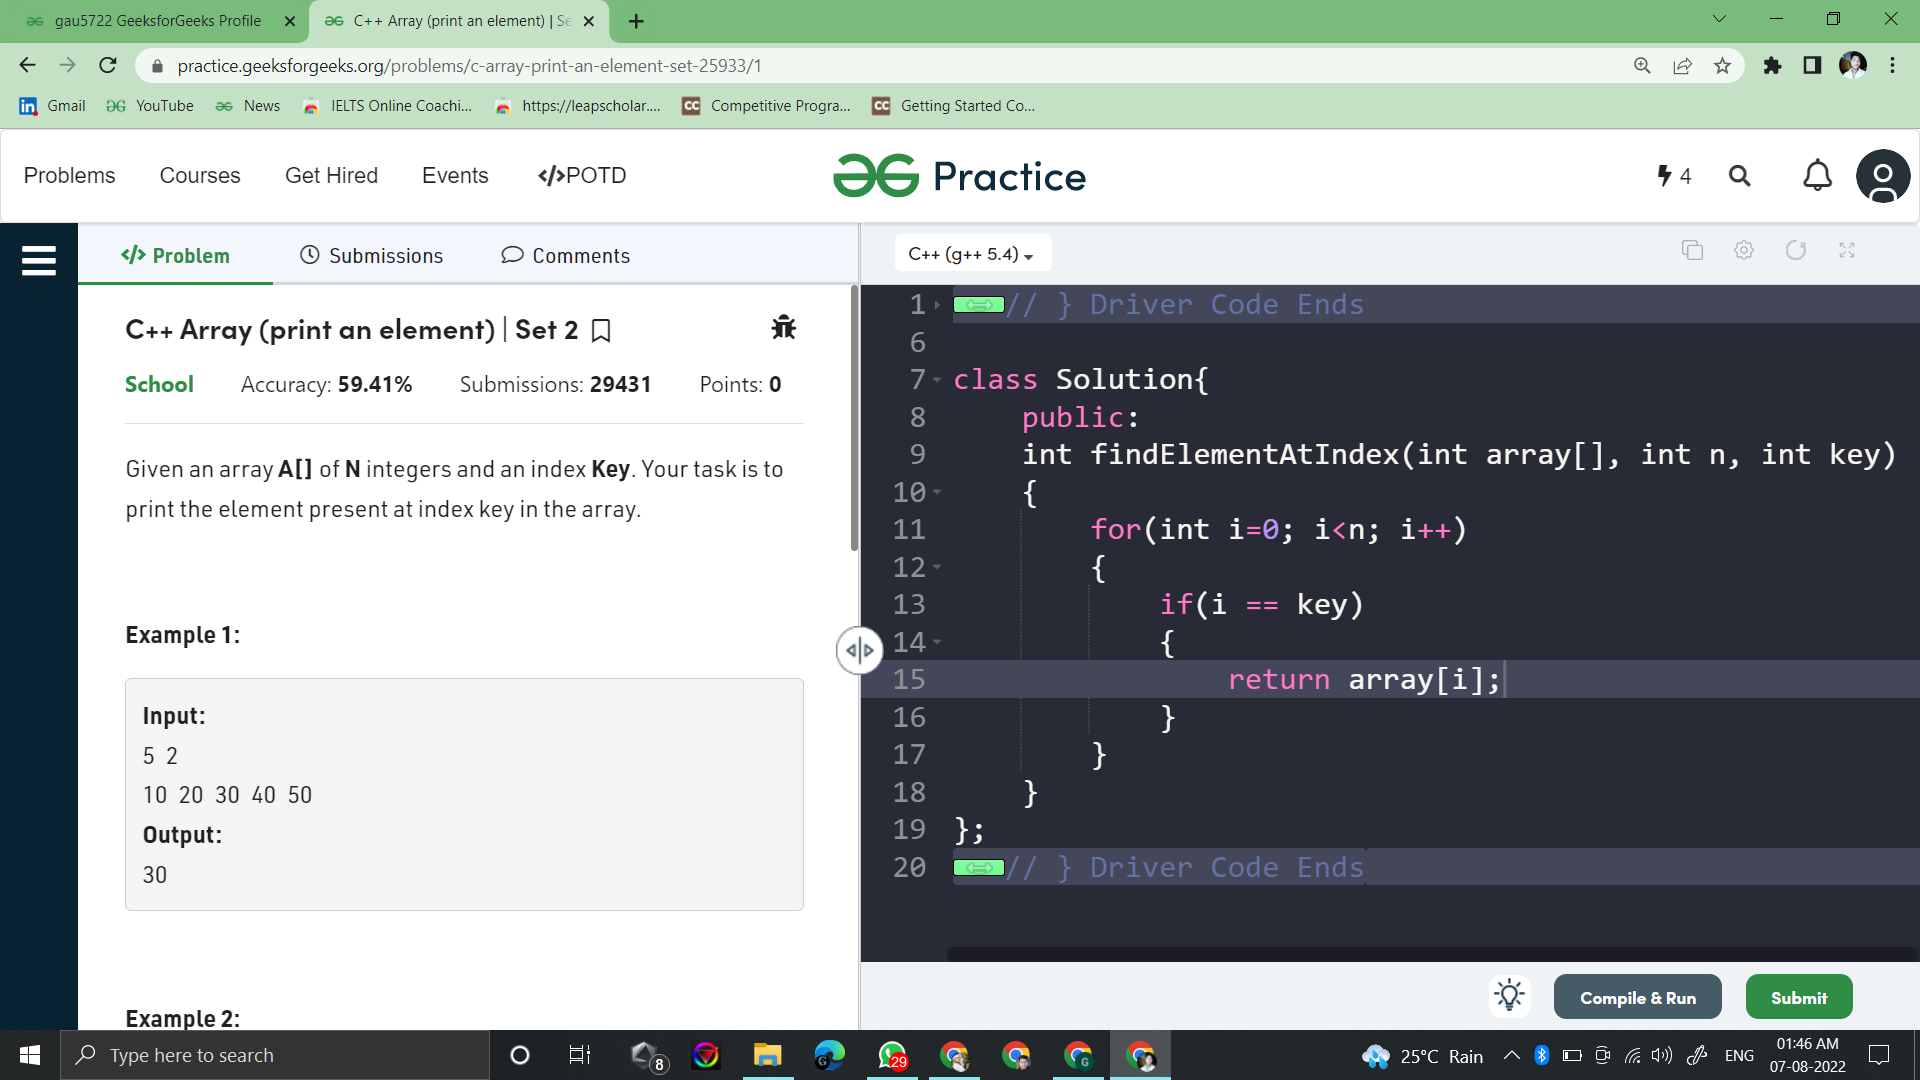 gau5722 GeeksforGeeks Profile
C++ Array (print an element) | Se
practice.geeksforgeeks.org/problems/c-array-print-an-element-set-25933/1
Gmail YouTube News IELTS Online Coachi... https://leapscholar.... CC Competitive Progra... CC Getting Started Co...
Problems Courses Get Hired Events </>POTD
Practice
4
</> Problem Submissions Comments
C++ Array (print an element) | Set 2
School Accuracy: 59.41% Submissions: 29431 Points: 0
Given an array A[] of N integers and an index Key. Your task is to
print the element present at index key in the array.
Example 1:
Input:
5 2
10 20 30 40 50
Output:
30
Example 2:
C++ (g++ 5.4)
1 // } Driver Code Ends
6
7 class Solution{
8 public:
9 int findElementAtIndex(int array[], int n, int key)
10 {
11 for(int i=0; i<n; i++)
12 {
13 if(i == key)
14 {
15 return array[i];
16 }
17 }
18 }
19 };
20 // } Driver Code Ends
Compile & Run Submit
Type here to search
8
29
G
25°C Rain
ENG
01:46 AM
07-08-2022